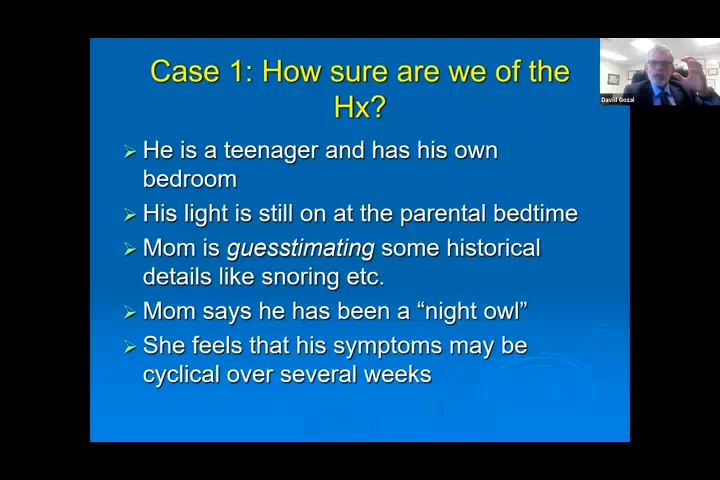 Case 1: How sure are we of the
Hx?
He is a teenager and has his own
bedroom
His light is still on at the parental bedtime
Mom is guesstimating some historical
details like snoring etc.
Mom says he has been a “night owl”
She feels that his symptoms may be
cyclical over several weeks
David Gozal